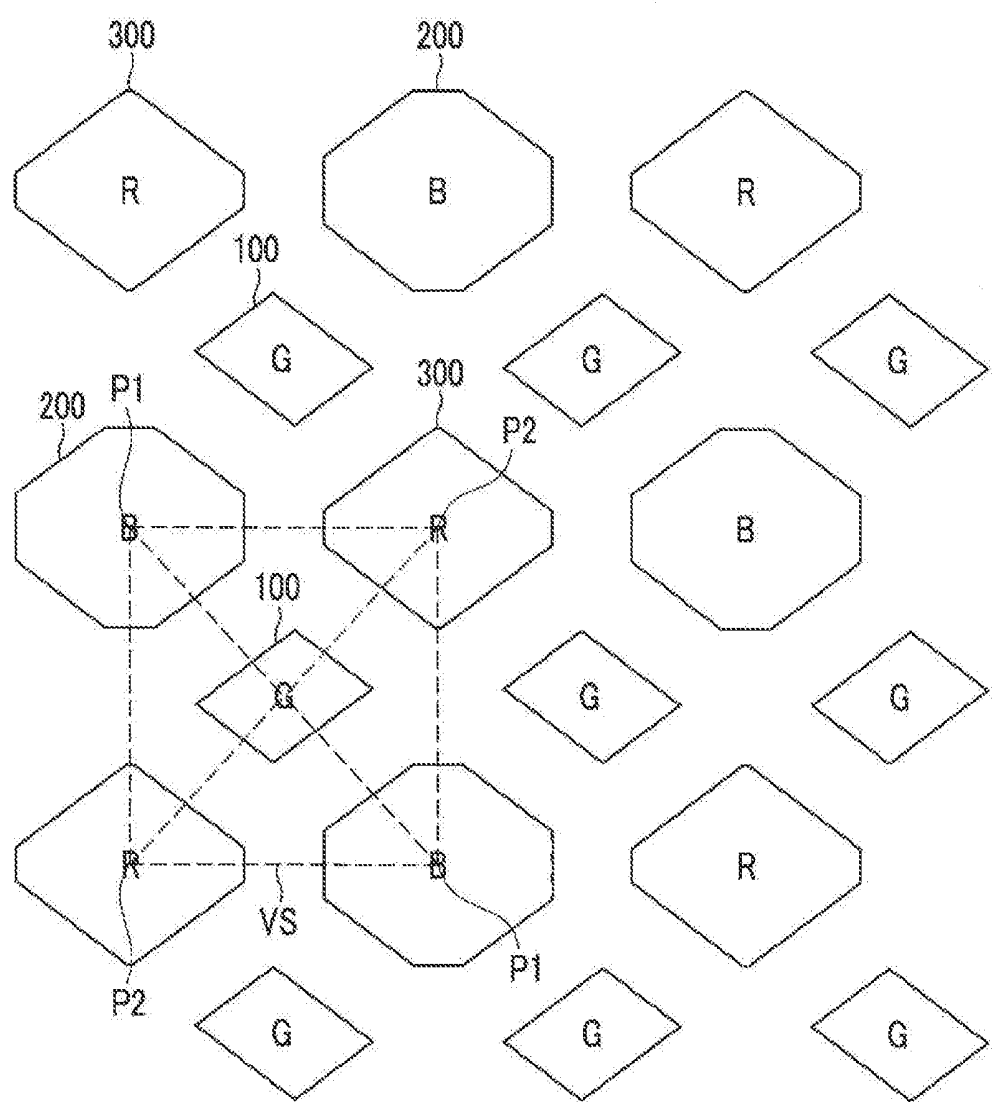 300 200
R B R
100
G G G
300
P1
200 P2
B R B
100
G G G
R B R
VS
P2 P1
G G G